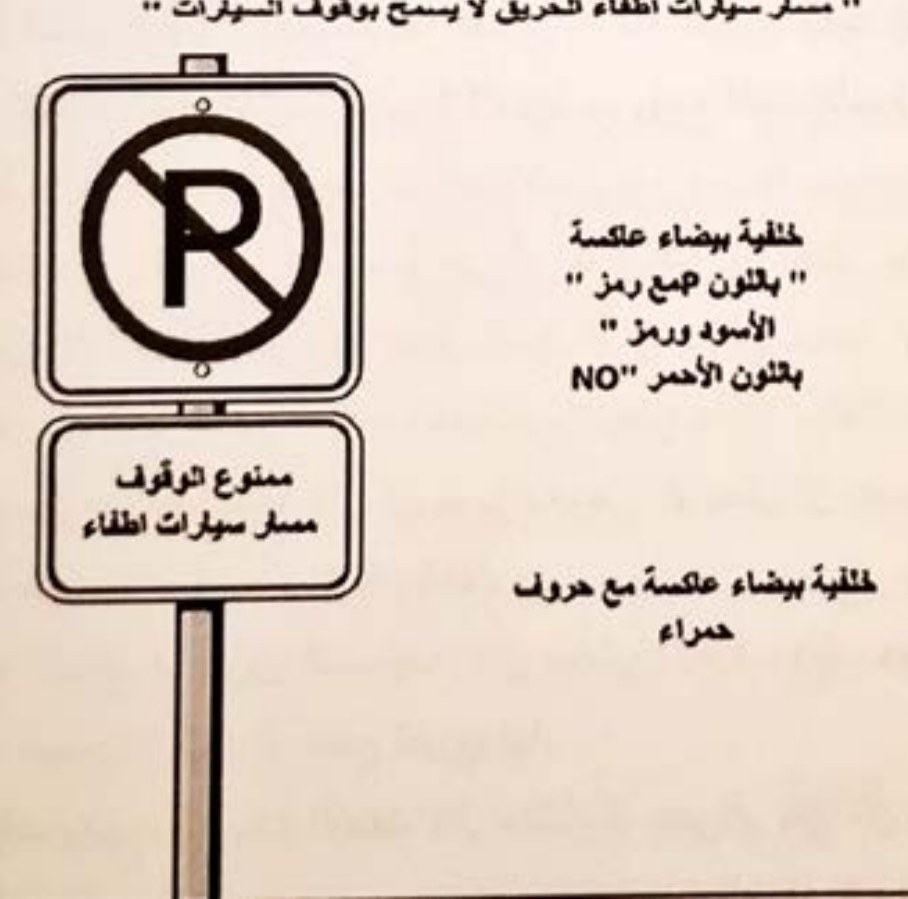 " مسار سيارات اطفاء الحريق لا يسمح بوقوف السيارات "
P
خلفية بيضاء عاكسة
" باللون Pمع رمز "
الأسود ورمز "
باللون الأحمر "NO
ممنوع الوقوف
مسار سيارات اطفاء
خلفية بيضاء عاكسة مع حروف
حمراء